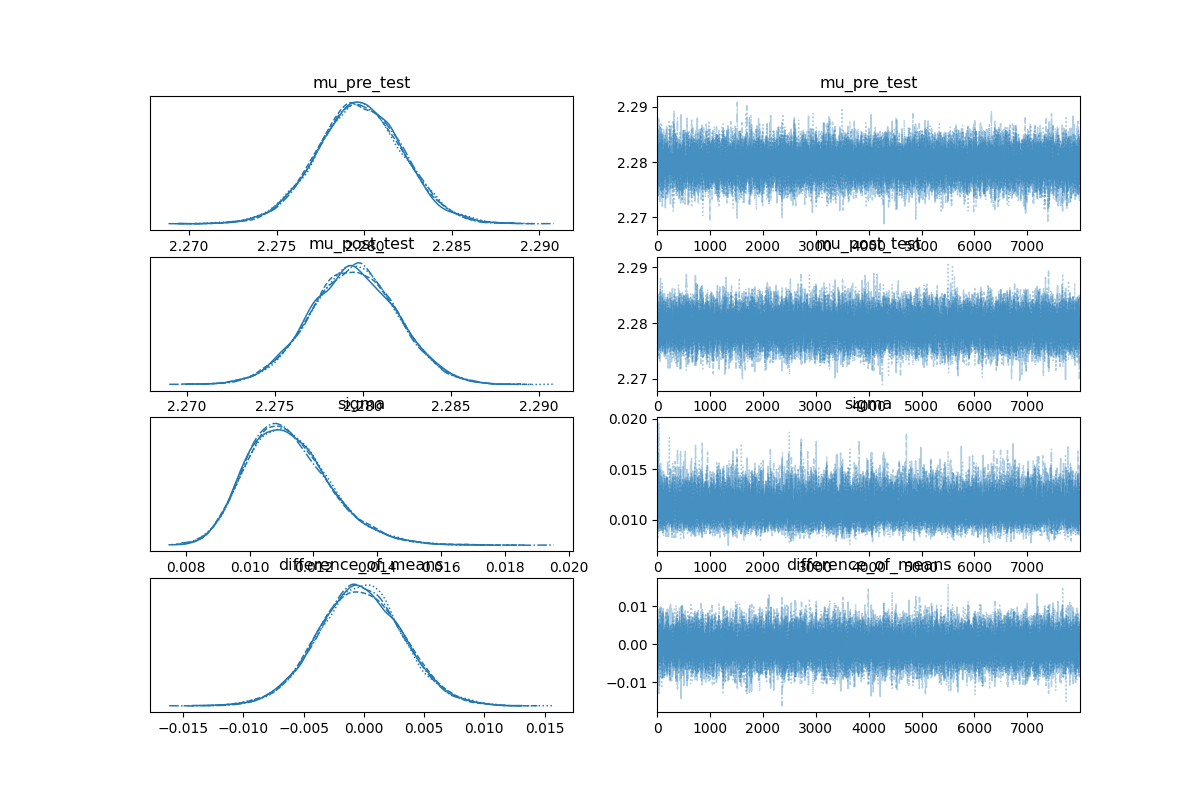 mu_pre_test mu_pre_test
2.29
2.28
2.27
2.270 2.275 2.280 2.285 2.290 0 1000 2000 3000 4000 5000 6000 7000
mu_post_test mu_post_test
2.29
2.28
2.27
2.270 2.275 2.280 2.285 2.290 0 1000 2000 3000 4000 5000 6000 7000
sigma sigma
0.020
0.015
0.010
0.008 0.010 0.012 0.014 0.016 0.018 0.020 0 1000 2000 3000 4000 5000 6000 7000
difference_of_means difference_of_means
0.01
0.00
−0.01
−0.015 −0.010 −0.005 0.000 0.005 0.010 0.015 0 1000 2000 3000 4000 5000 6000 7000